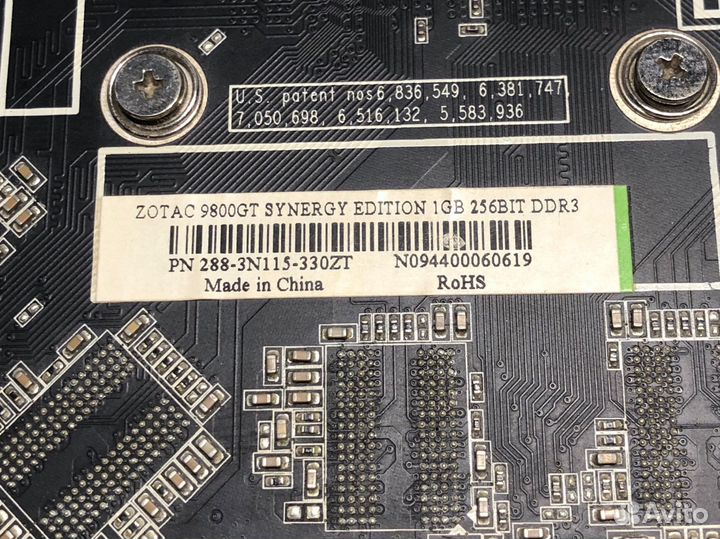 U.S. patent nos6,836,549, 6,381,747,
7,050,698, 6,516,132, 5,583,936
ZOTAC 9800GT SYNERGY EDITION 1GB 256BIT DDR3
PN 288-3N115-330ZT N094400060619
Made in China RoHS
Avito